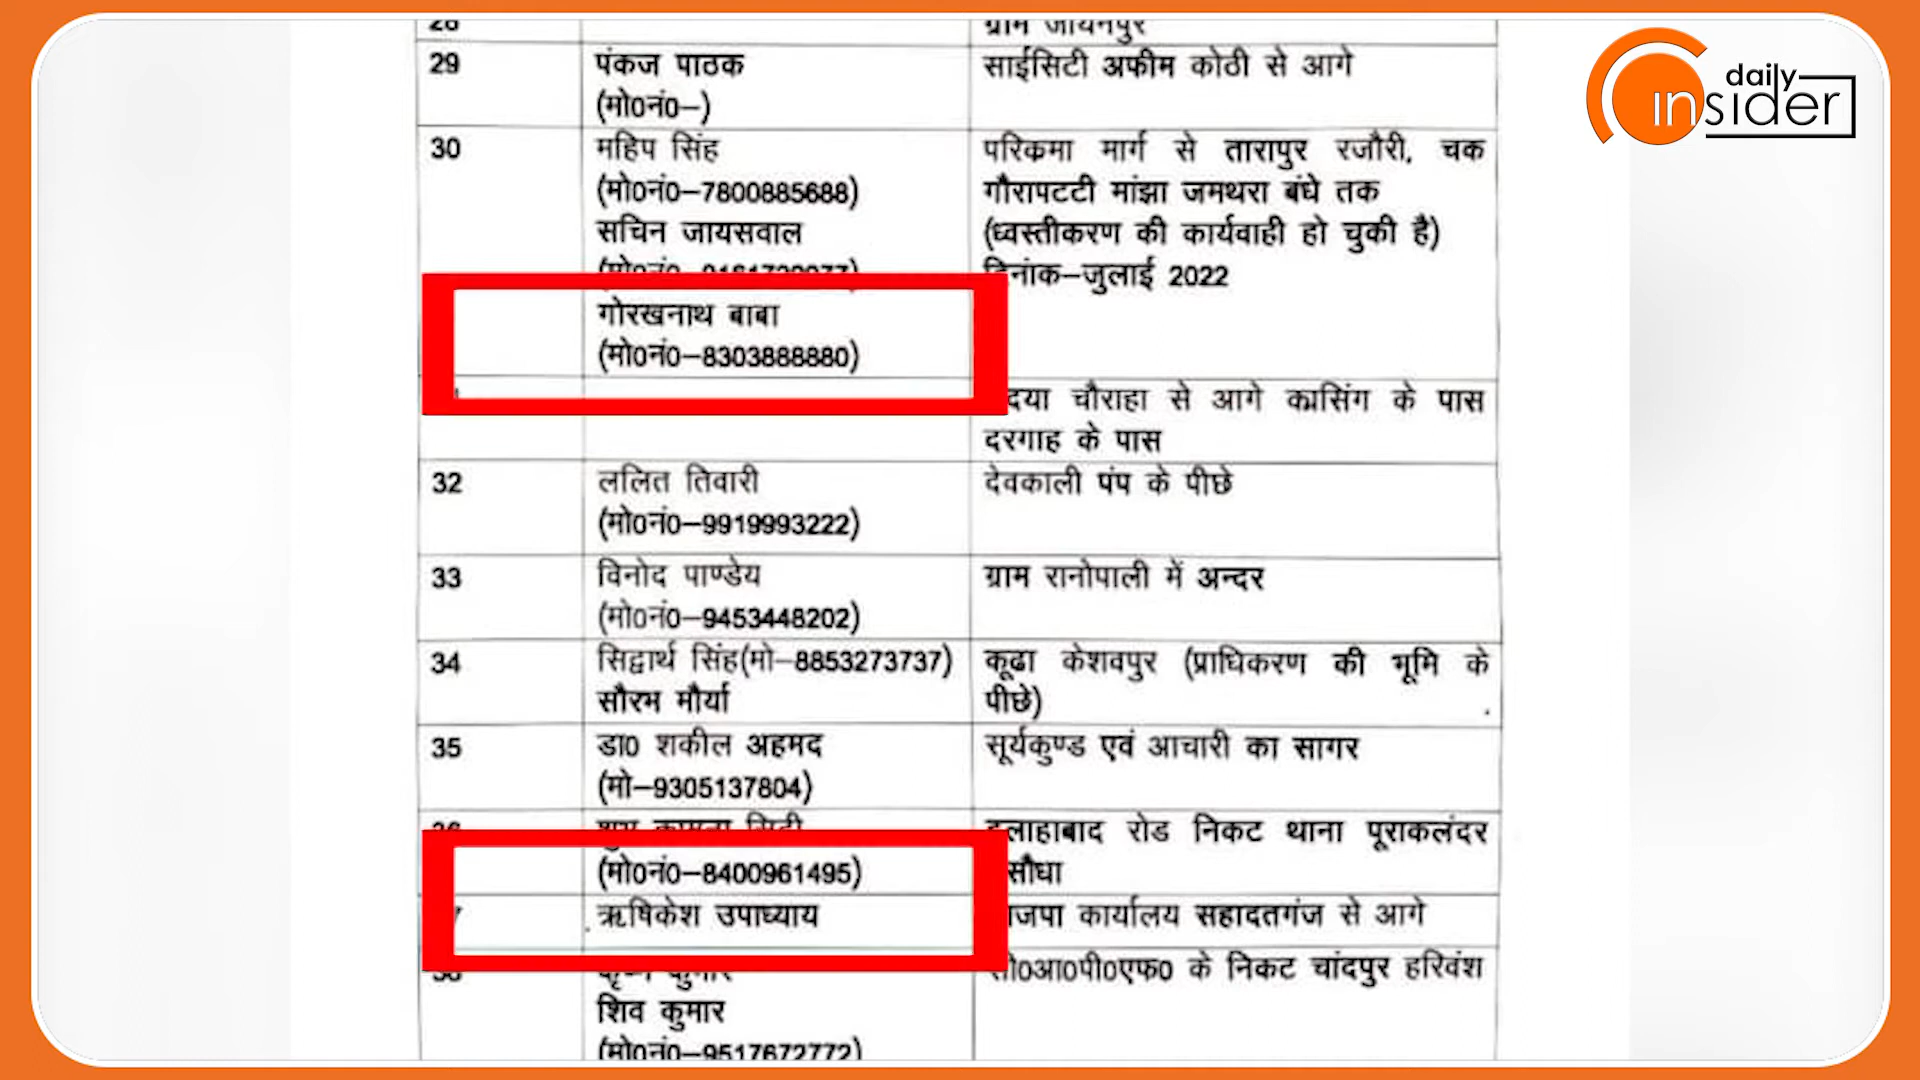 28 ग्राम जायनपुर
29 पंकज पाठक साईसिटी अफीम कोठी से आगे
(मो0नं0–)
30 महिप सिंह परिक्रमा मार्ग से तारापुर रजौरी, चक
(मो0नं0–7800885688) गौरापटटी मांझा जमथरा बंधे तक
सचिन जायसवाल (ध्वस्तीकरण की कार्यवाही हो चुकी है)
दिनांक–जुलाई 2022
गोरखनाथ बाबा
(मो0नं0–8303888880)
चौराहा से आगे क्रासिंग के पास
दरगाह के पास
32 ललित तिवारी देवकाली पंप के पीछे
(मो0नं0–9919993222)
33 विनोद पाण्डेय ग्राम रानोपाली में अन्दर
(मो0नं0–9453448202)
34 सिद्वार्थ सिंह(मो–8853273737) कूढा केशवपुर (प्राधिकरण की भूमि के
सौरभ मौर्या पीछे)
35 डा0 शकील अहमद सूर्यकुण्ड एवं आचारी का सागर
(मो–9305137804)
36 रोड निकट थाना पूराकलंदर
(मो0नं0–8400961495)
ऋषिकेश उपाध्याय कार्यालय सहादतगंज से आगे
के निकट चांदपुर हरिवंश
शिव कुमार
(मो0नं0–9517672772)
daily
insider